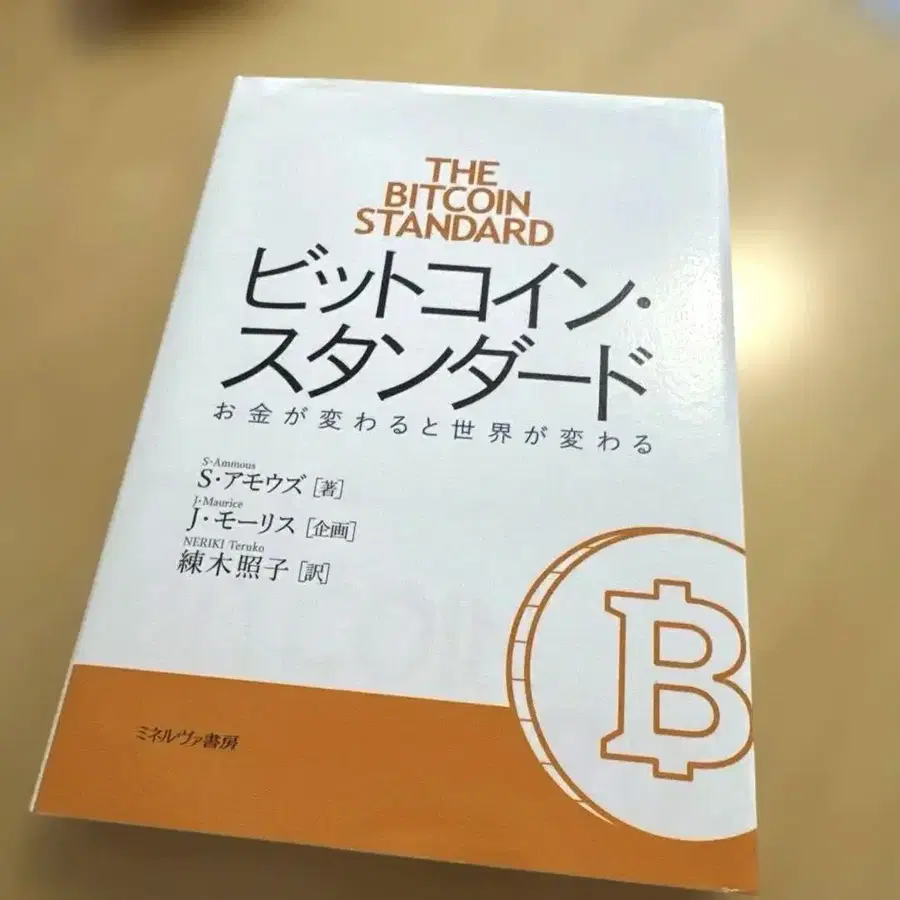 THE
BITCOIN
STANDARD
ビットコイン・
スタンダード
お金が変わると世界が変わる
S・Ammous
S・アモウズ［著］
J・Maurice
J・モーリス［企画］
NERIKI Teruko
練木照子［訳］
ミネルヴァ書房